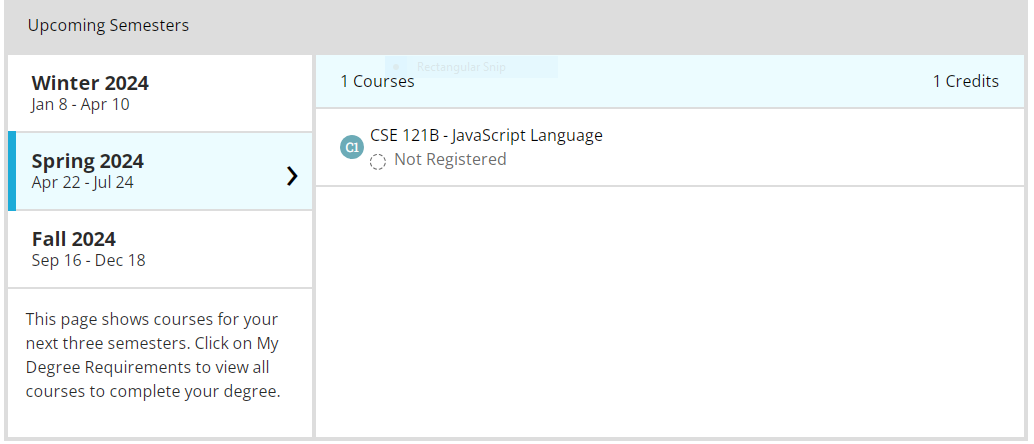 Upcoming Semesters
Winter 2024
Jan 8 - Apr 10
Spring 2024
Apr 22 - Jul 24
Fall 2024
Sep 16 - Dec 18
This page shows courses for your
next three semesters. Click on My
Degree Requirements to view all
courses to complete your degree.
Rectangular Snip
1 Courses 1 Credits
C1 CSE 121B - JavaScript Language
Not Registered